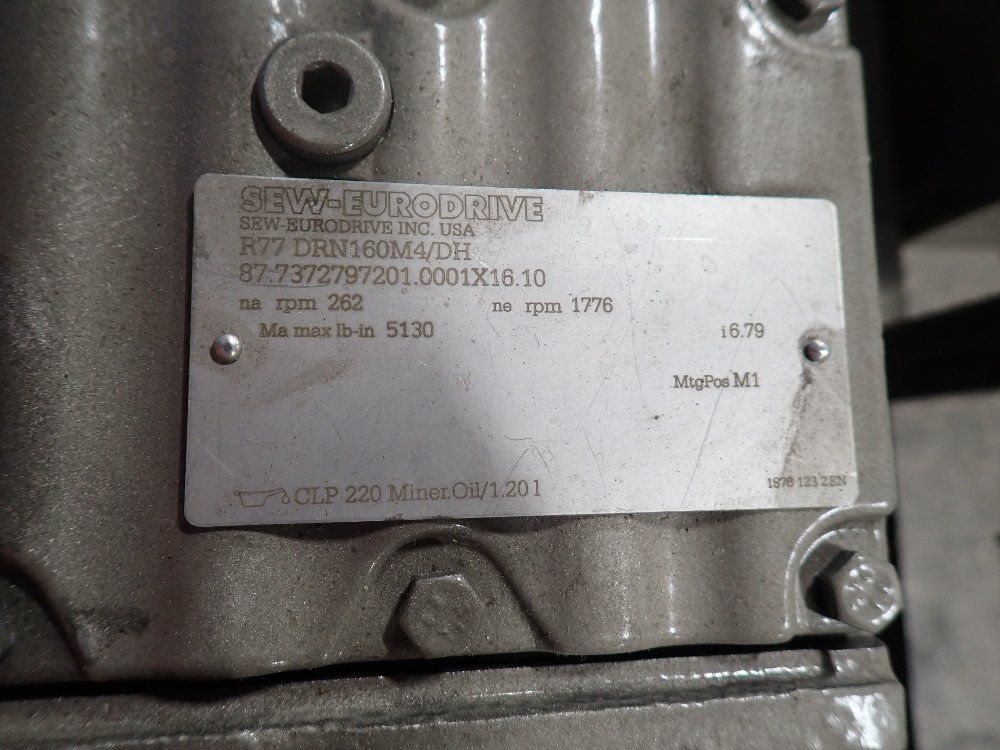 SEW-EURODRIVE
SEW-EURODRIVE INC. USA
R77 DRN160M4/DH
87.7372797201.0001X16.10
na rpm 262 ne rpm 1776
Ma max lb-in 5130 i 6.79
MtgPos M1
CLP 220 Miner.Oil/1.20 l
1876 123 2EN